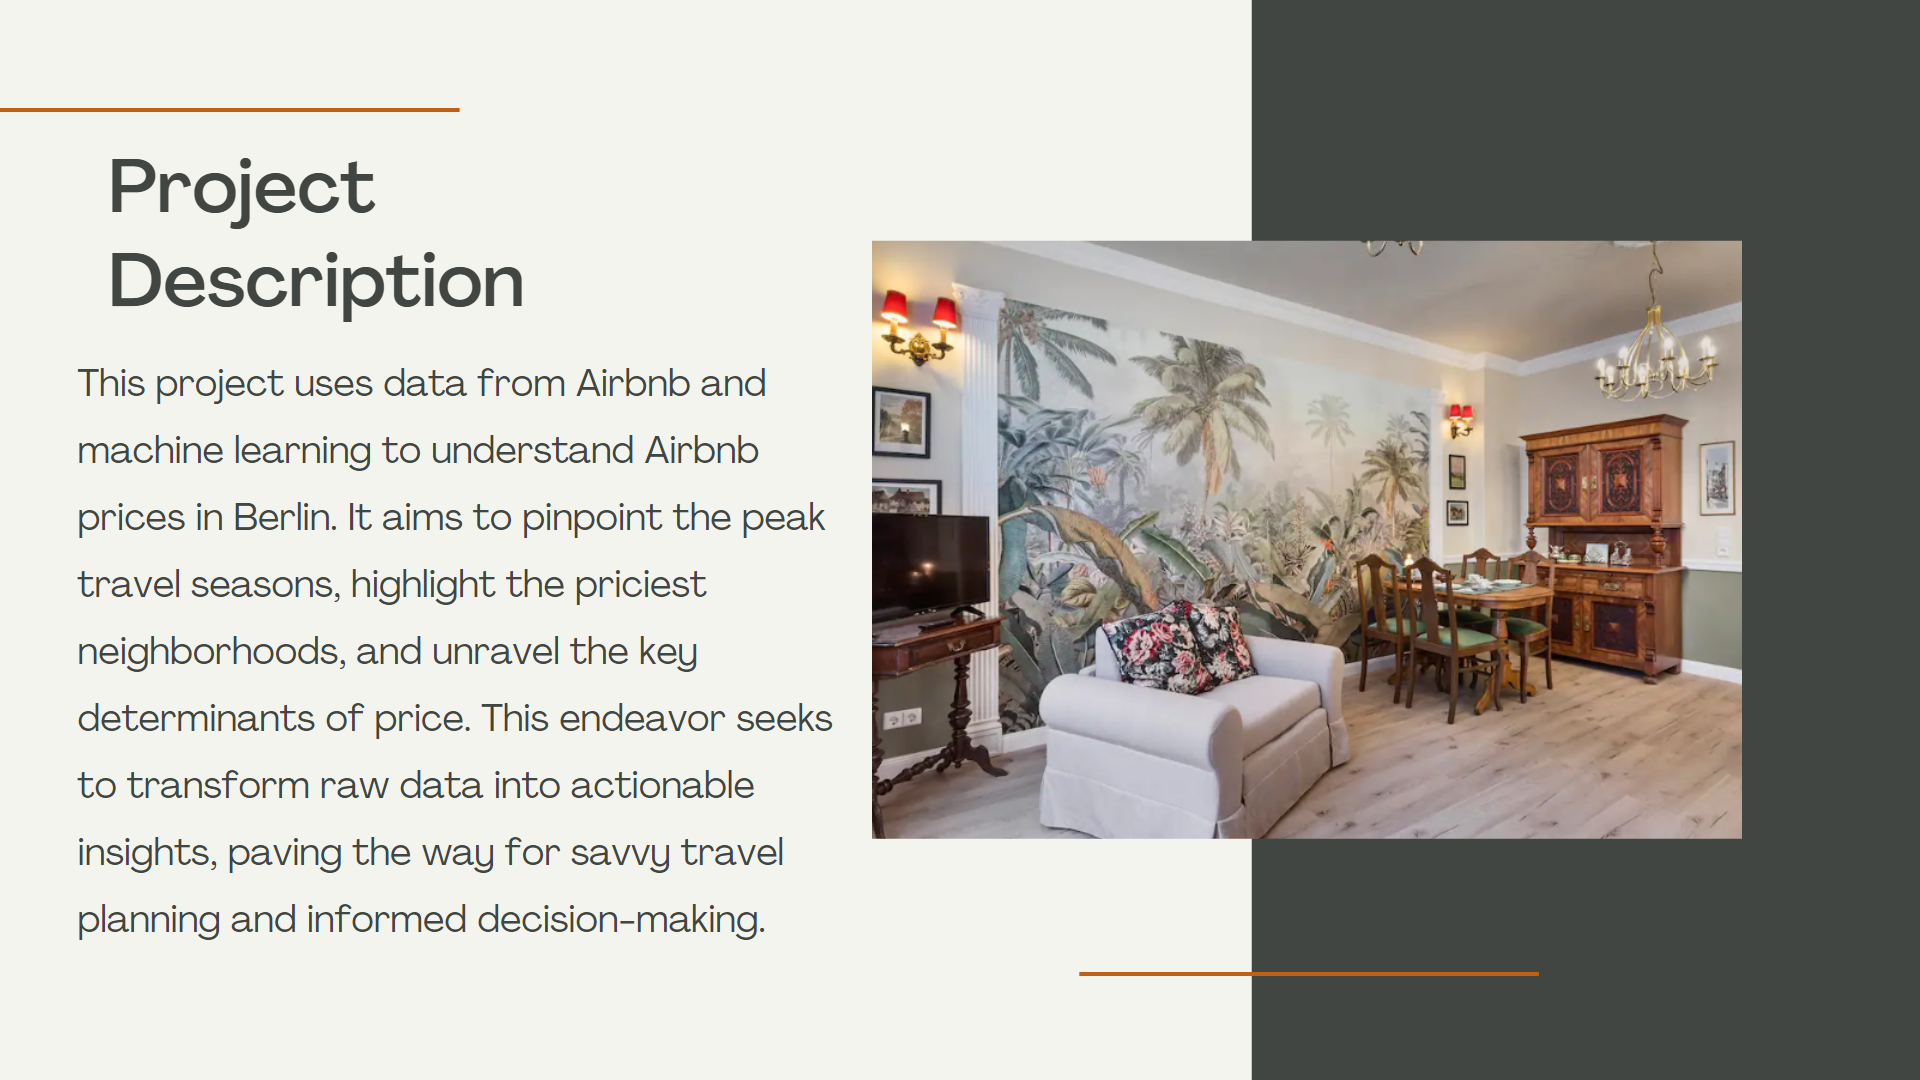 Project
Description
This project uses data from Airbnb and
machine learning to understand Airbnb
prices in Berlin. It aims to pinpoint the peak
travel seasons, highlight the priciest
neighborhoods, and unravel the key
determinants of price. This endeavor seeks
to transform raw data into actionable
insights, paving the way for savvy travel
planning and informed decision-making.